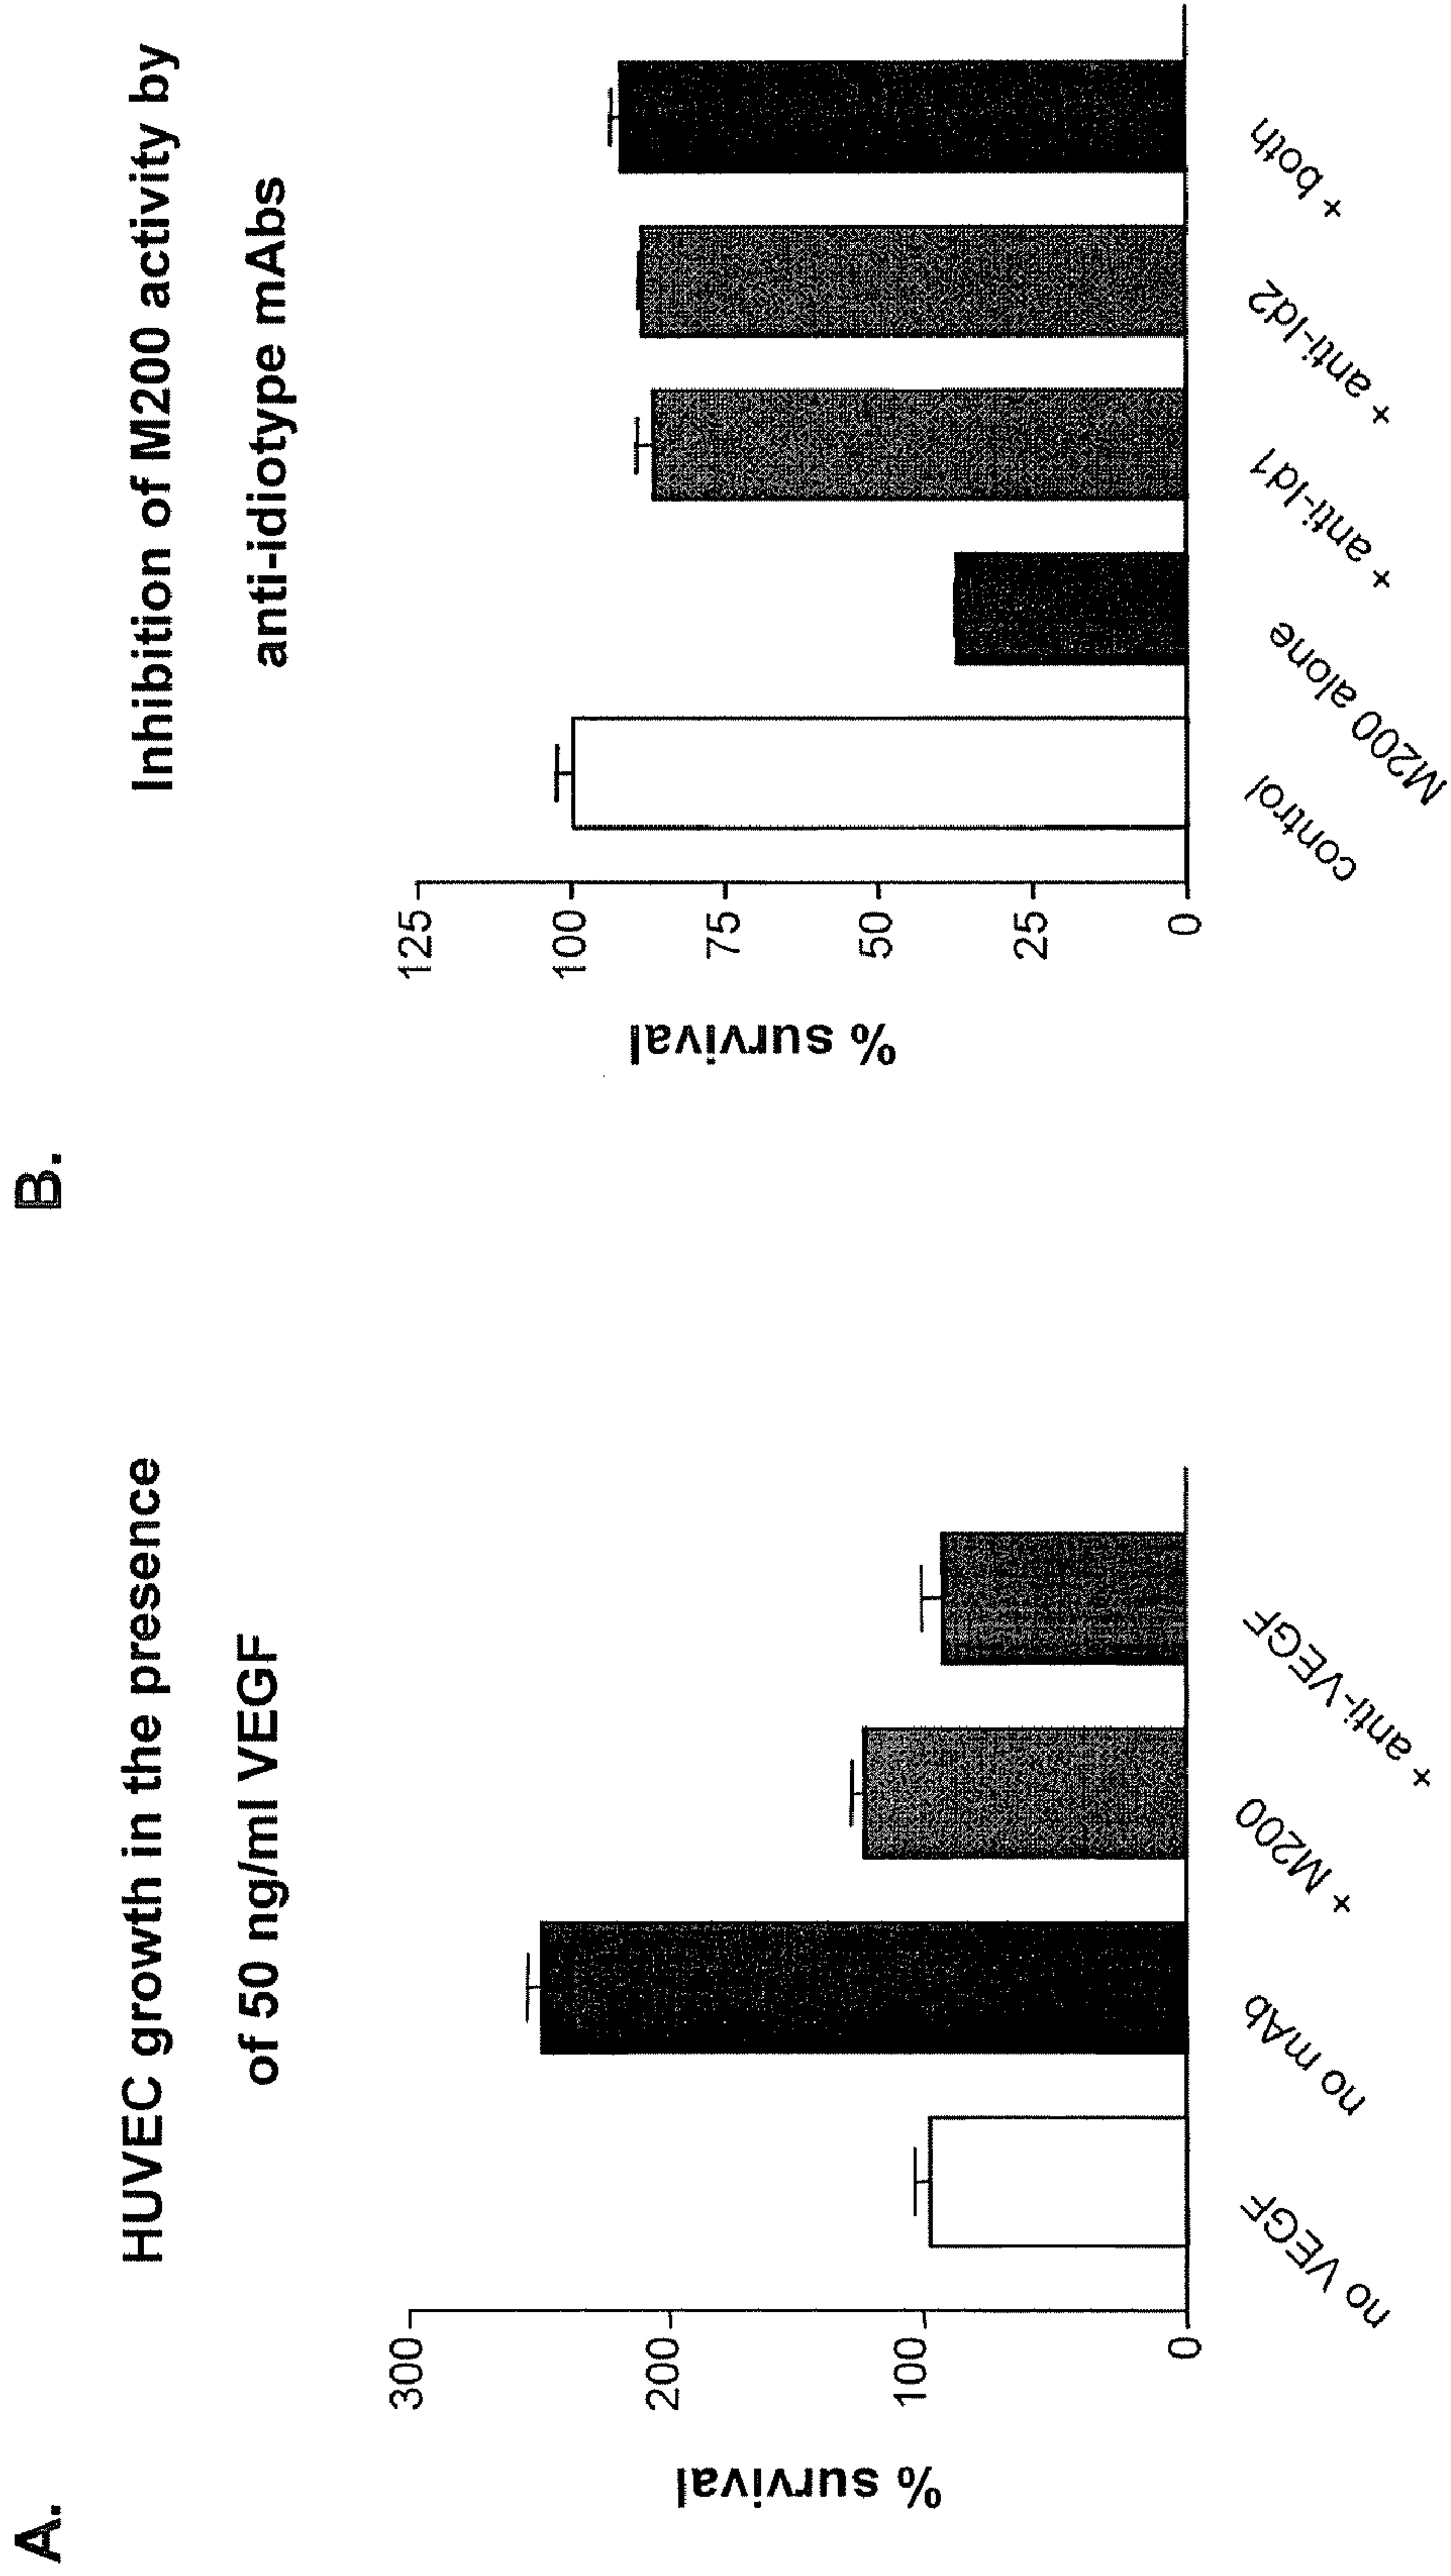 A.
HUVEC growth in the presence
of 50 ng/ml VEGF
% survival
300
200
100
0
no VEGF
no mAb
+ M200
+ anti-VEGF
B.
Inhibition of M200 activity by
anti-idiotype mAbs
% survival
125
100
75
50
25
0
control
M200 alone
+ anti-Id1
+ anti-Id2
+ both